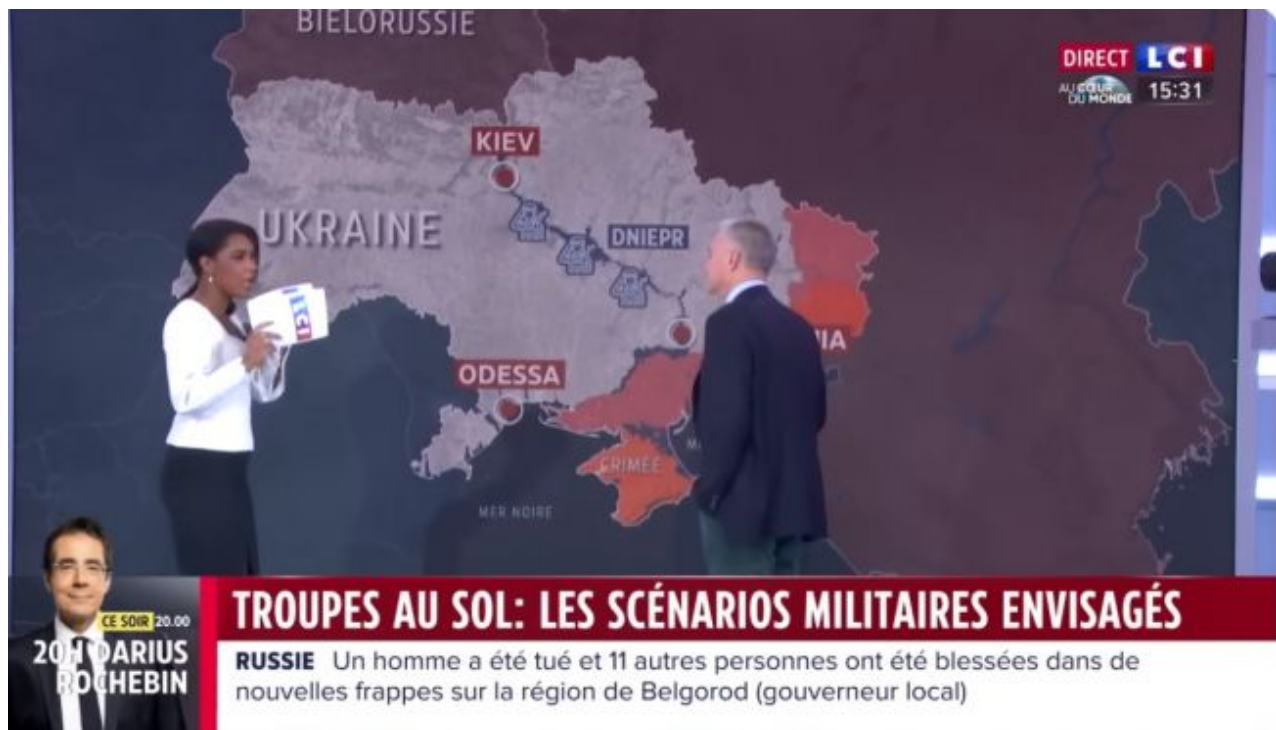 BIÉLORUSSIE
DIRECT LCI
AU CŒUR
DU MONDE
15:31
KIEV
UKRAINE
DNIEPR
LCI
ODESSA
CRIMÉE
MER NOIRE
CE SOIR 20.00
20H DARIUS
ROCHEBIN
TROUPES AU SOL: LES SCÉNARIOS MILITAIRES ENVISAGÉS
RUSSIE Un homme a été tué et 11 autres personnes ont été blessées dans de
nouvelles frappes sur la région de Belgorod (gouverneur local)